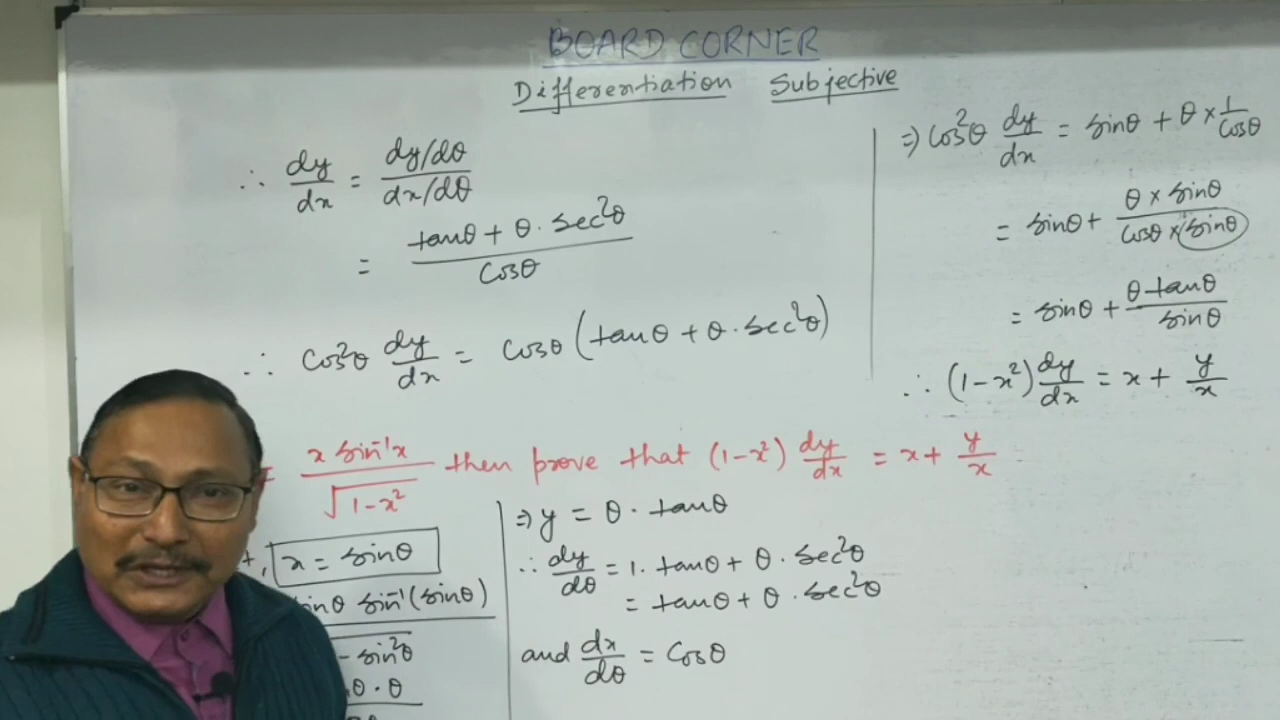 BOARD CORNER
Differentiation Subjective
∴ dy/dx = (dy/dθ)/(dx/dθ)
= (tanθ + θ · sec²θ)/cosθ
∴ cos²θ dy/dx = cosθ (tanθ + θ · sec²θ)
⇒ cos²θ dy/dx = sinθ + θ × 1/cosθ
= sinθ + (θ × sinθ)/(cosθ × sinθ)
= sinθ + (θ tanθ)/sinθ
∴ (1-x²) dy/dx = x + y/x
= (x sin⁻¹x)/√(1-x²) then prove that (1-x²) dy/dx = x + y/x
, x = sinθ
sin⁻¹(sinθ)
- sin²θ
θ · θ
⇒ y = θ · tanθ
∴ dy/dθ = 1. tanθ + θ · sec²θ
= tanθ + θ · sec²θ
and dx/dθ = cosθ